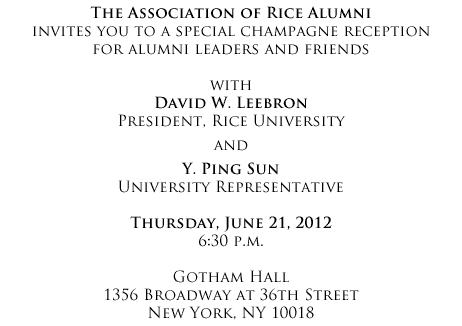 The Association of Rice Alumni
invites you to a special champagne reception
for alumni leaders and friends
with
David W. Leebron
President, Rice University
and
Y. Ping Sun
University Representative
Thursday, June 21, 2012
6:30 p.m.
Gotham Hall
1356 Broadway at 36th Street
New York, NY 10018